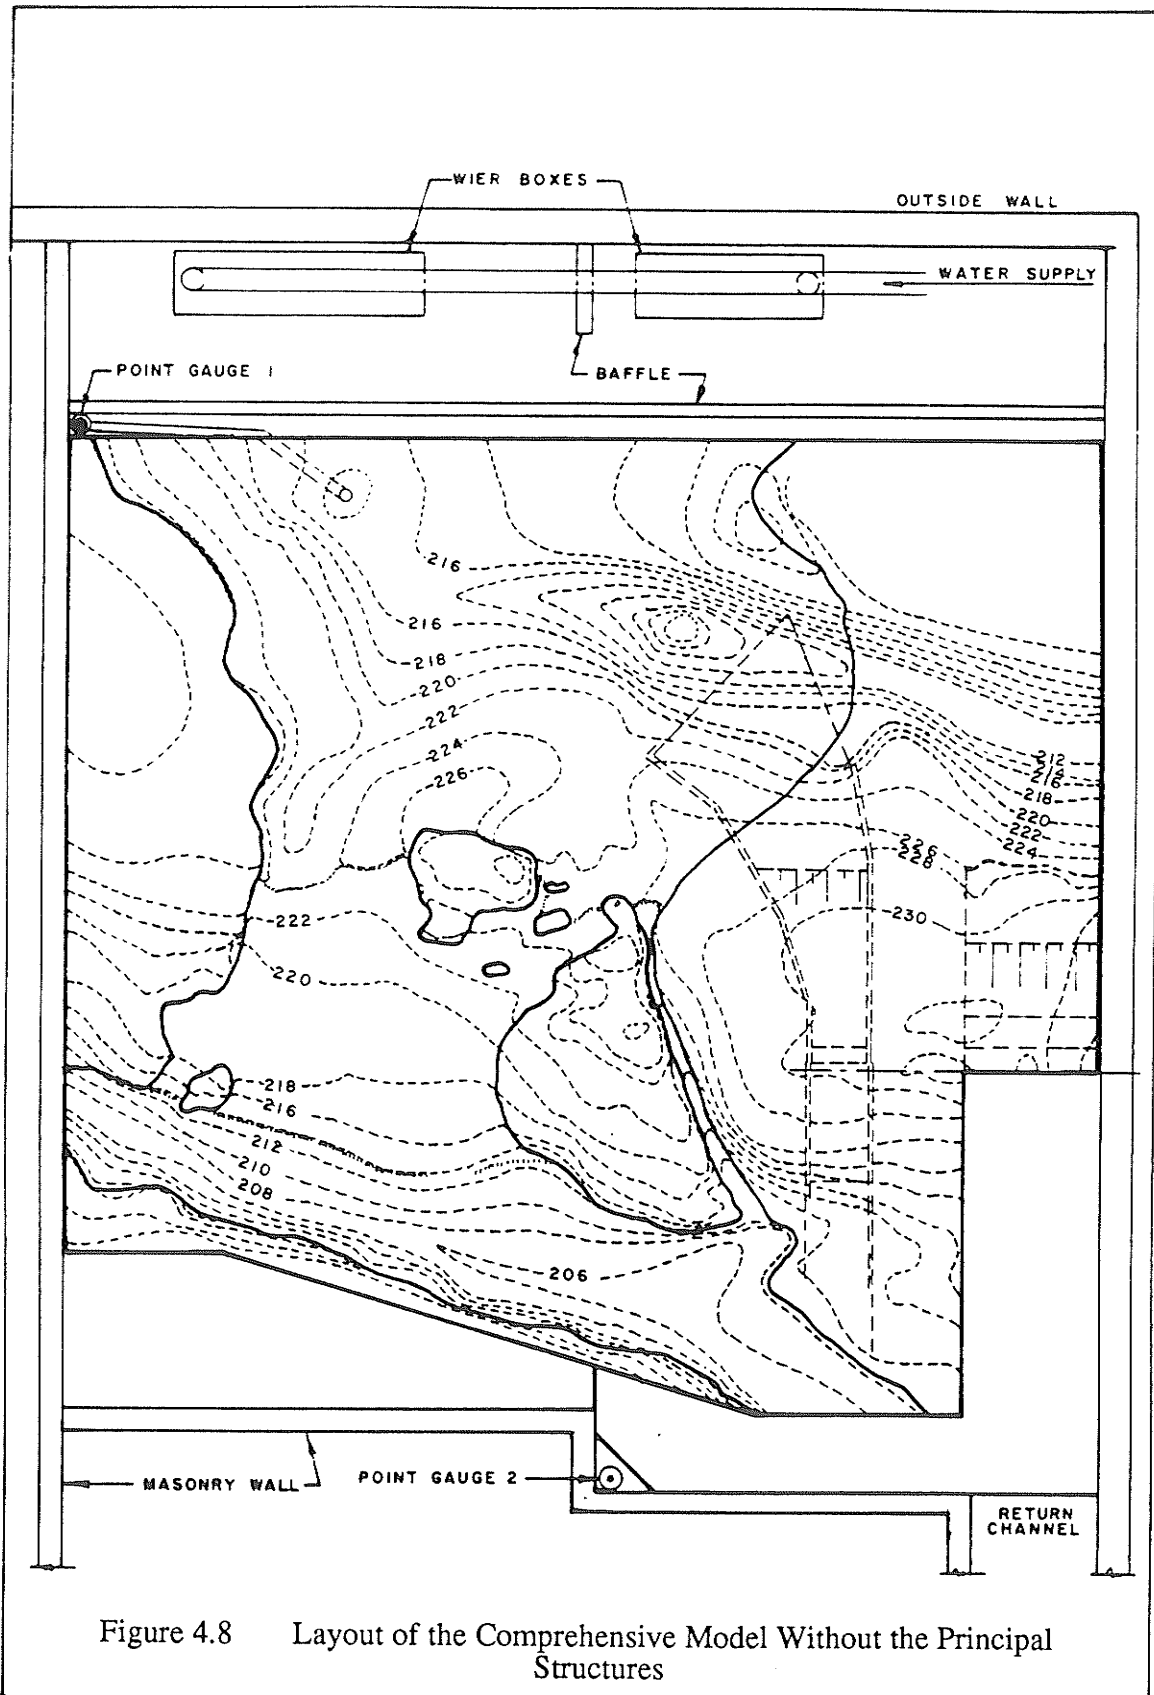 WIER BOXES
OUTSIDE WALL
WATER SUPPLY
POINT GAUGE 1
BAFFLE
216
216
218
220
222
224
226
212
214
216
218
220
222
224
226
228
230
222
220
218
216
212
210
208
206
MASONRY WALL
POINT GAUGE 2
RETURN
CHANNEL
Figure 4.8 Layout of the Comprehensive Model Without the Principal
Structures